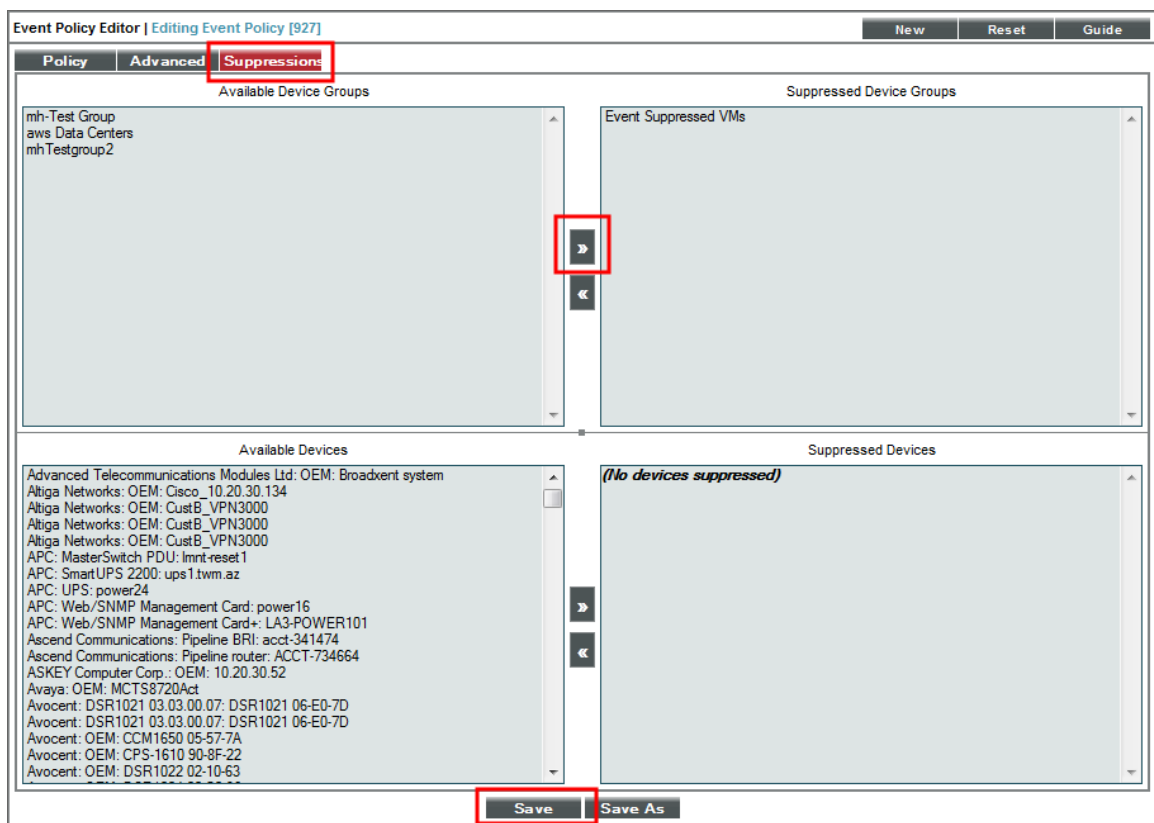 Event Policy Editor | Editing Event Policy [927]
New
Reset
Guide
Policy
Advanced
Suppressions
Available Device Groups
Suppressed Device Groups
mh-Test Group
aws Data Centers
mhTestgroup2
Event Suppressed VMs
»
«
Available Devices
Suppressed Devices
Advanced Telecommunications Modules Ltd: OEM: Broadxent system
Altiga Networks: OEM: Cisco_10.20.30.134
Altiga Networks: OEM: CustB_VPN3000
Altiga Networks: OEM: CustB_VPN3000
Altiga Networks: OEM: CustB_VPN3000
APC: MasterSwitch PDU: lmnt-reset1
APC: SmartUPS 2200: ups1.twm.az
APC: UPS: power24
APC: Web/SNMP Management Card: power16
APC: Web/SNMP Management Card+: LA3-POWER101
Ascend Communications: Pipeline BRI: acct-341474
Ascend Communications: Pipeline router: ACCT-734664
ASKEY Computer Corp.: OEM: 10.20.30.52
Avaya: OEM: MCTS8720Act
Avocent: DSR1021 03.03.00.07: DSR1021 06-E0-7D
Avocent: DSR1021 03.03.00.07: DSR1021 06-E0-7D
Avocent: OEM: CCM1650 05-57-7A
Avocent: OEM: CPS-1610 90-8F-22
Avocent: OEM: DSR1022 02-10-63
(No devices suppressed)
»
«
Save
Save As